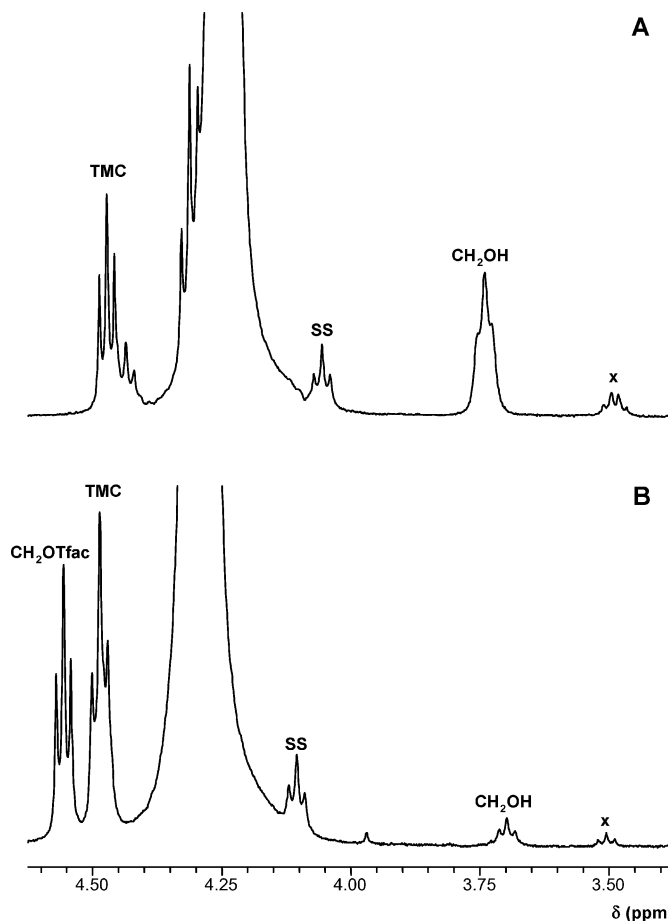 A
TMC
CH₂OH
SS
x
B
TMC
CH₂OTfac
SS
CH₂OH
x
4.50 4.25 4.00 3.75 3.50
δ (ppm)